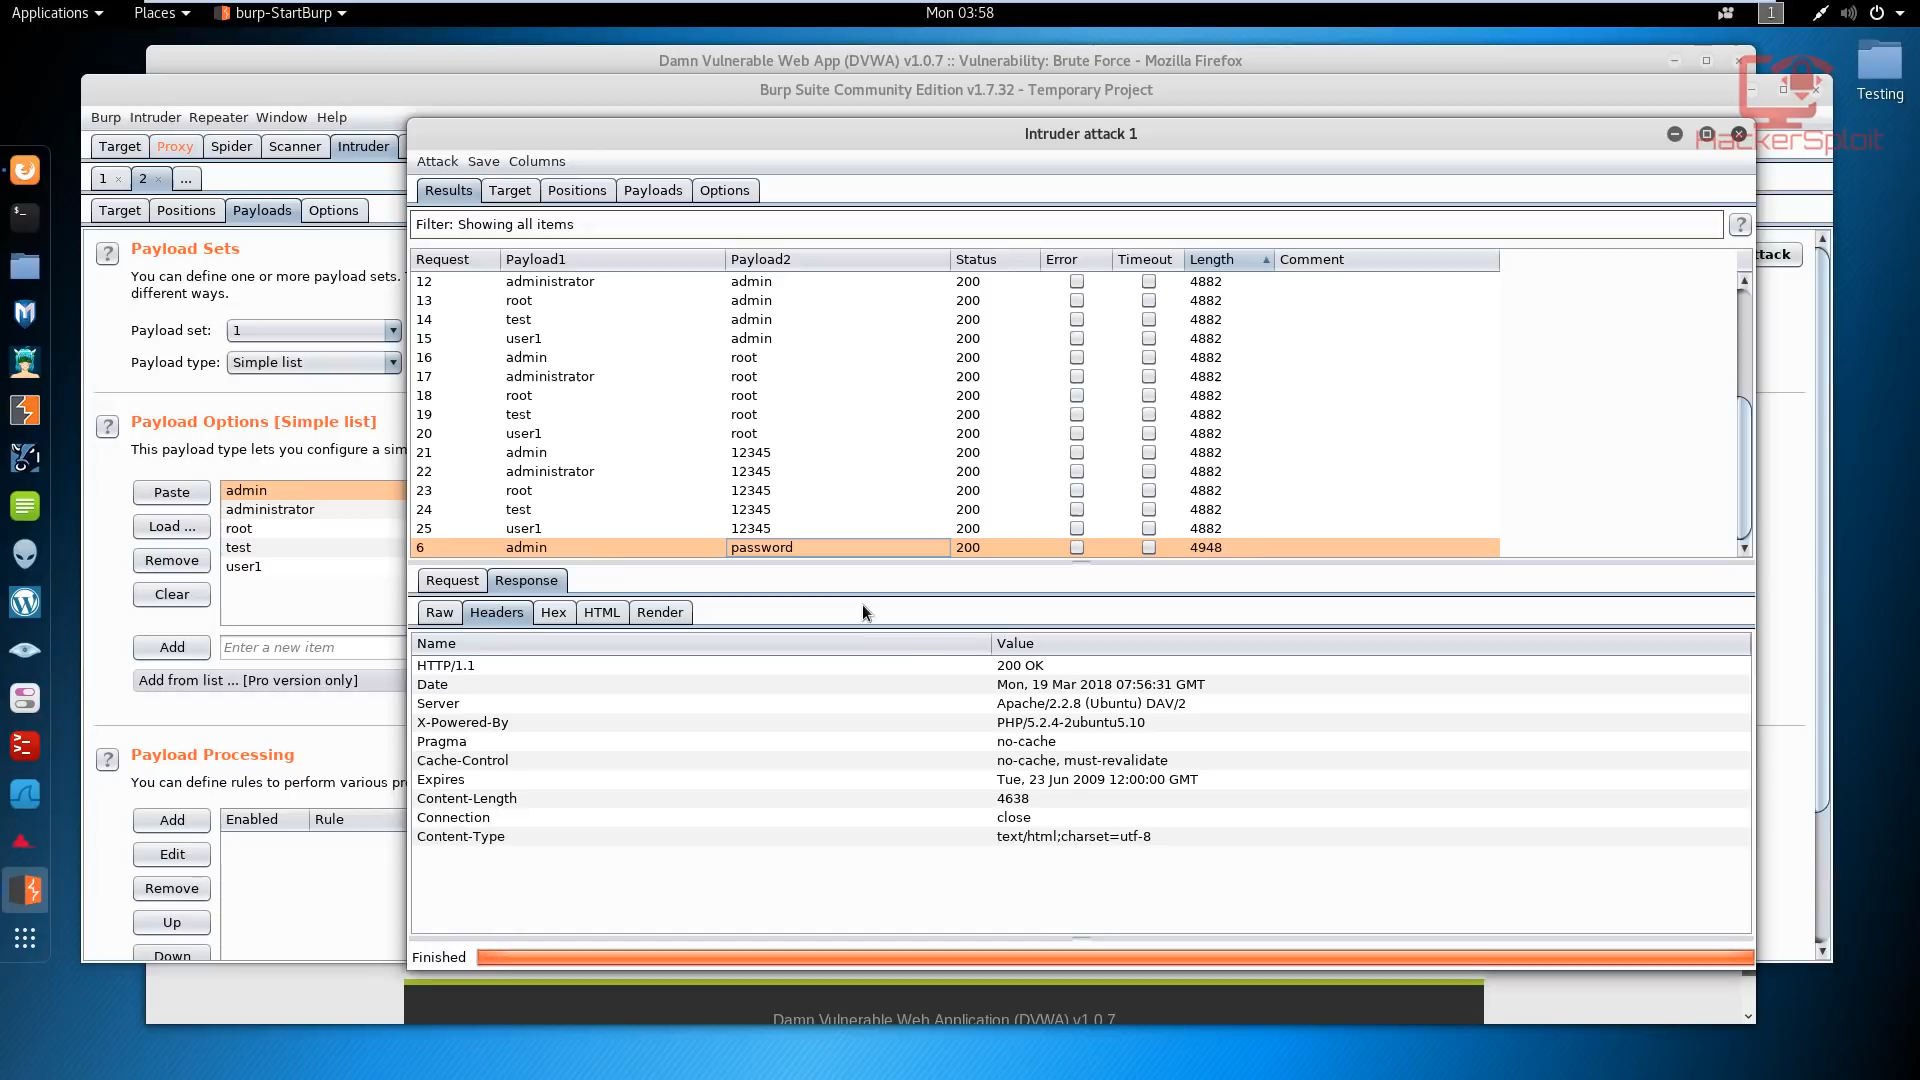 Applications Places burp-StartBurp Mon 03:58 1
Damn Vulnerable Web App (DVWA) v1.0.7 :: Vulnerability: Brute Force - Mozilla Firefox
Burp Suite Community Edition v1.7.32 - Temporary Project
Testing
HackerSploit
Burp Intruder Repeater Window Help
Target Proxy Spider Scanner Intruder
1 × 2 × ...
Target Positions Payloads Options
? Payload Sets
You can define one or more payload sets.
different ways.
Payload set: 1
Payload type: Simple list
? Payload Options [Simple list]
This payload type lets you configure a sim
Paste
Load ...
Remove
Clear
admin
administrator
root
test
user1
Add Enter a new item
Add from list ... [Pro version only]
? Payload Processing
You can define rules to perform various pr
Add
Edit
Remove
Up
Down
Enabled Rule
tack
Intruder attack 1
Attack Save Columns
Results Target Positions Payloads Options
Filter: Showing all items ?
Request Payload1 Payload2 Status Error Timeout Length Comment
12 administrator admin 200 4882
13 root admin 200 4882
14 test admin 200 4882
15 user1 admin 200 4882
16 admin root 200 4882
17 administrator root 200 4882
18 root root 200 4882
19 test root 200 4882
20 user1 root 200 4882
21 admin 12345 200 4882
22 administrator 12345 200 4882
23 root 12345 200 4882
24 test 12345 200 4882
25 user1 12345 200 4882
6 admin password 200 4948
Request Response
Raw Headers Hex HTML Render
Name Value
HTTP/1.1 200 OK
Date Mon, 19 Mar 2018 07:56:31 GMT
Server Apache/2.2.8 (Ubuntu) DAV/2
X-Powered-By PHP/5.2.4-2ubuntu5.10
Pragma no-cache
Cache-Control no-cache, must-revalidate
Expires Tue, 23 Jun 2009 12:00:00 GMT
Content-Length 4638
Connection close
Content-Type text/html;charset=utf-8
Finished
Damn Vulnerable Web Application (DVWA) v1.0.7